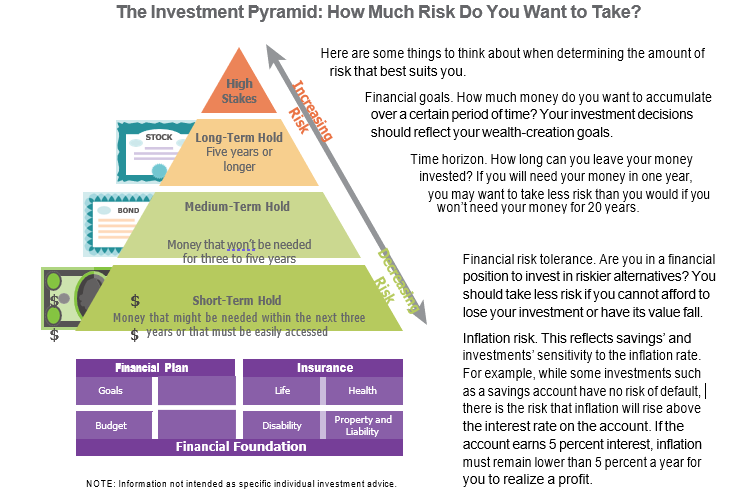 The Investment Pyramid: How Much Risk Do You Want to Take?
Here are some things to think about when determining the amount of
risk that best suits you.
Financial goals. How much money do you want to accumulate
over a certain period of time? Your investment decisions
should reflect your wealth-creation goals.
Time horizon. How long can you leave your money
invested? If you will need your money in one year,
you may want to take less risk than you would if you
won't need your money for 20 years.
Financial risk tolerance. Are you in a financial
position to invest in riskier alternatives? You
should take less risk if you cannot afford to
lose your investment or have its value fall.
Inflation risk. This reflects savings' and
investments' sensitivity to the inflation rate.
For example, while some investments such
as a savings account have no risk of default,
there is the risk that inflation will rise above
the interest rate on the account. If the
account earns 5 percent interest, inflation
must remain lower than 5 percent a year for
you to realize a profit.
High
Stakes
Increasing
Risk
STOCK
Long-Term Hold
Five years or
longer
BOND
Medium-Term Hold
Money that won't be needed
for three to five years
Decreasing
Risk
$ $
Short-Term Hold
Money that might be needed within the next three
years or that must be easily accessed
$ $
Financial Plan
Insurance
Goals
Life
Health
Budget
Disability
Property and
Liability
Financial Foundation
NOTE: Information not intended as specific individual investment advice.